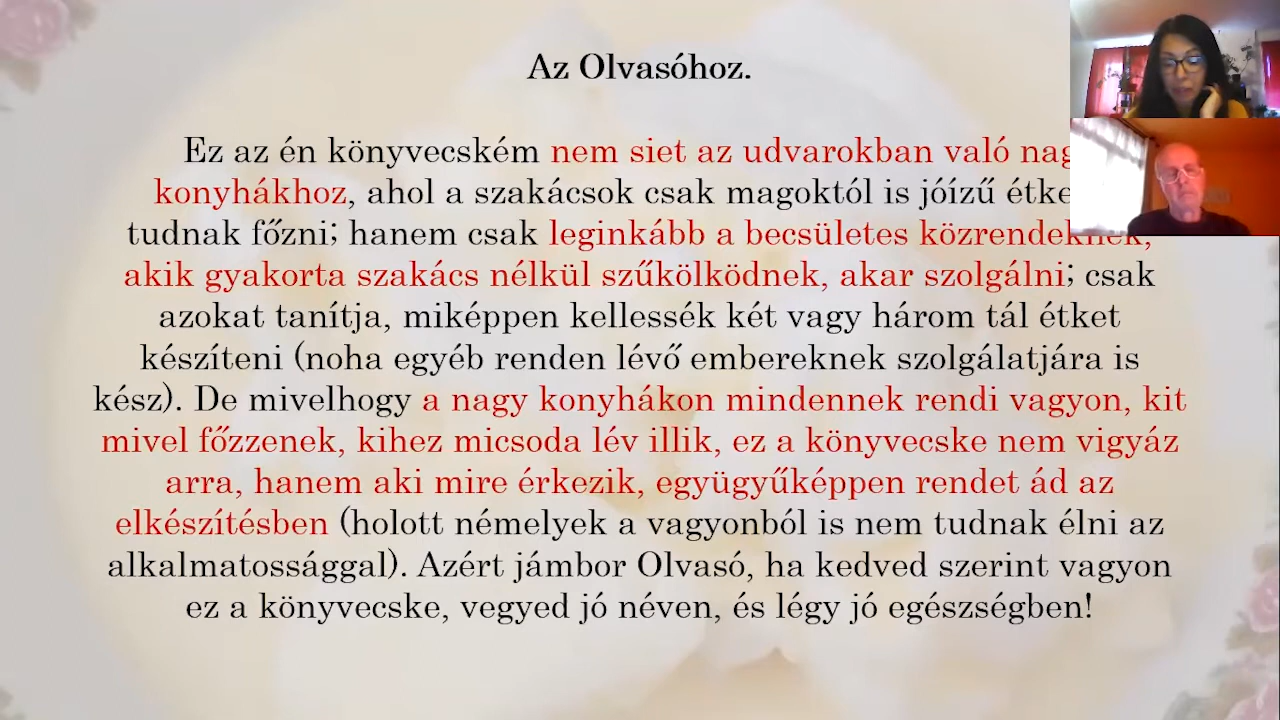 Az Olvasóhoz.
Ez az én könyvecském nem siet az udvarokban való
konyhákhoz, ahol a szakácsok csak magoktól is jóízű
tudnak főzni; hanem csak leginkább a becsületes közrendeknek,
akik gyakorta szakács nélkül szűkölködnek, akar szolgálni; csak
azokat tanítja, miképpen kellessék két vagy három tál étket
készíteni (noha egyéb renden lévő embereknek szolgálatjára is
kész). De mivelhogy a nagy konyhákon mindennek rendi vagyon, kit
mivel főzzenek, kihez micsoda lév illik, ez a könyvecske nem vigyáz
arra, hanem aki mire érkezik, együgyűképpen rendet ád az
elkészítésben (holott némelyek a vagyonból is nem tudnak élni az
alkalmatossággal). Azért jámbor Olvasó, ha kedved szerint vagyon
ez a könyvecske, vegyed jó néven, és légy jó egészségben!